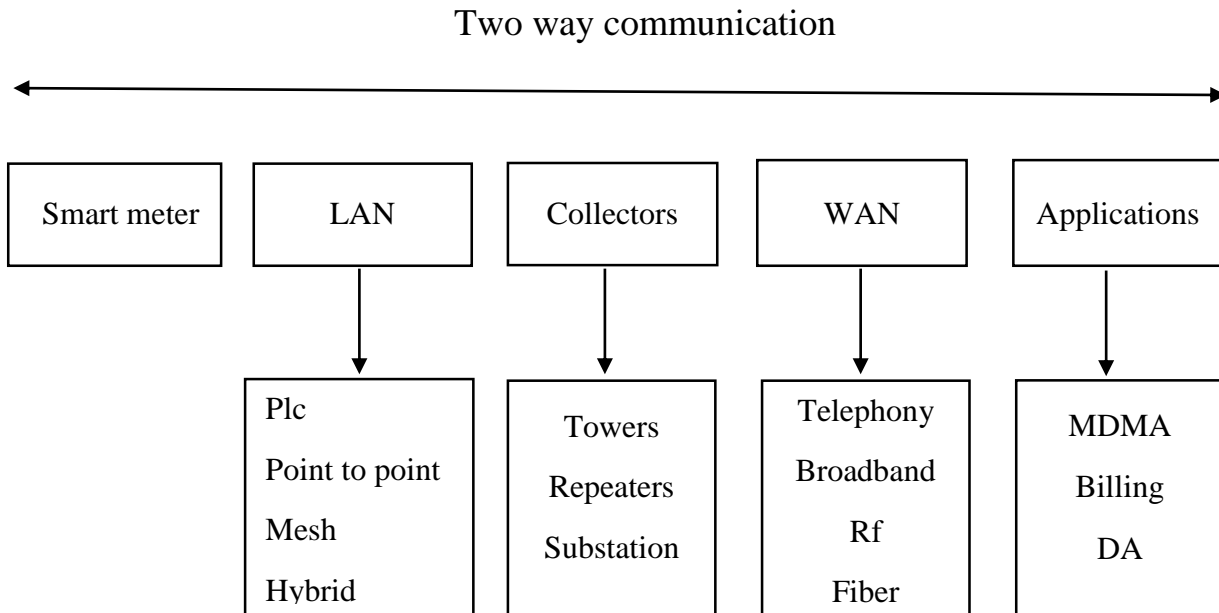 Two way communication
Smart meter
LAN
Collectors
WAN
Applications
Plc
Point to point
Mesh
Hybrid
Towers
Repeaters
Substation
Telephony
Broadband
Rf
Fiber
MDMA
Billing
DA